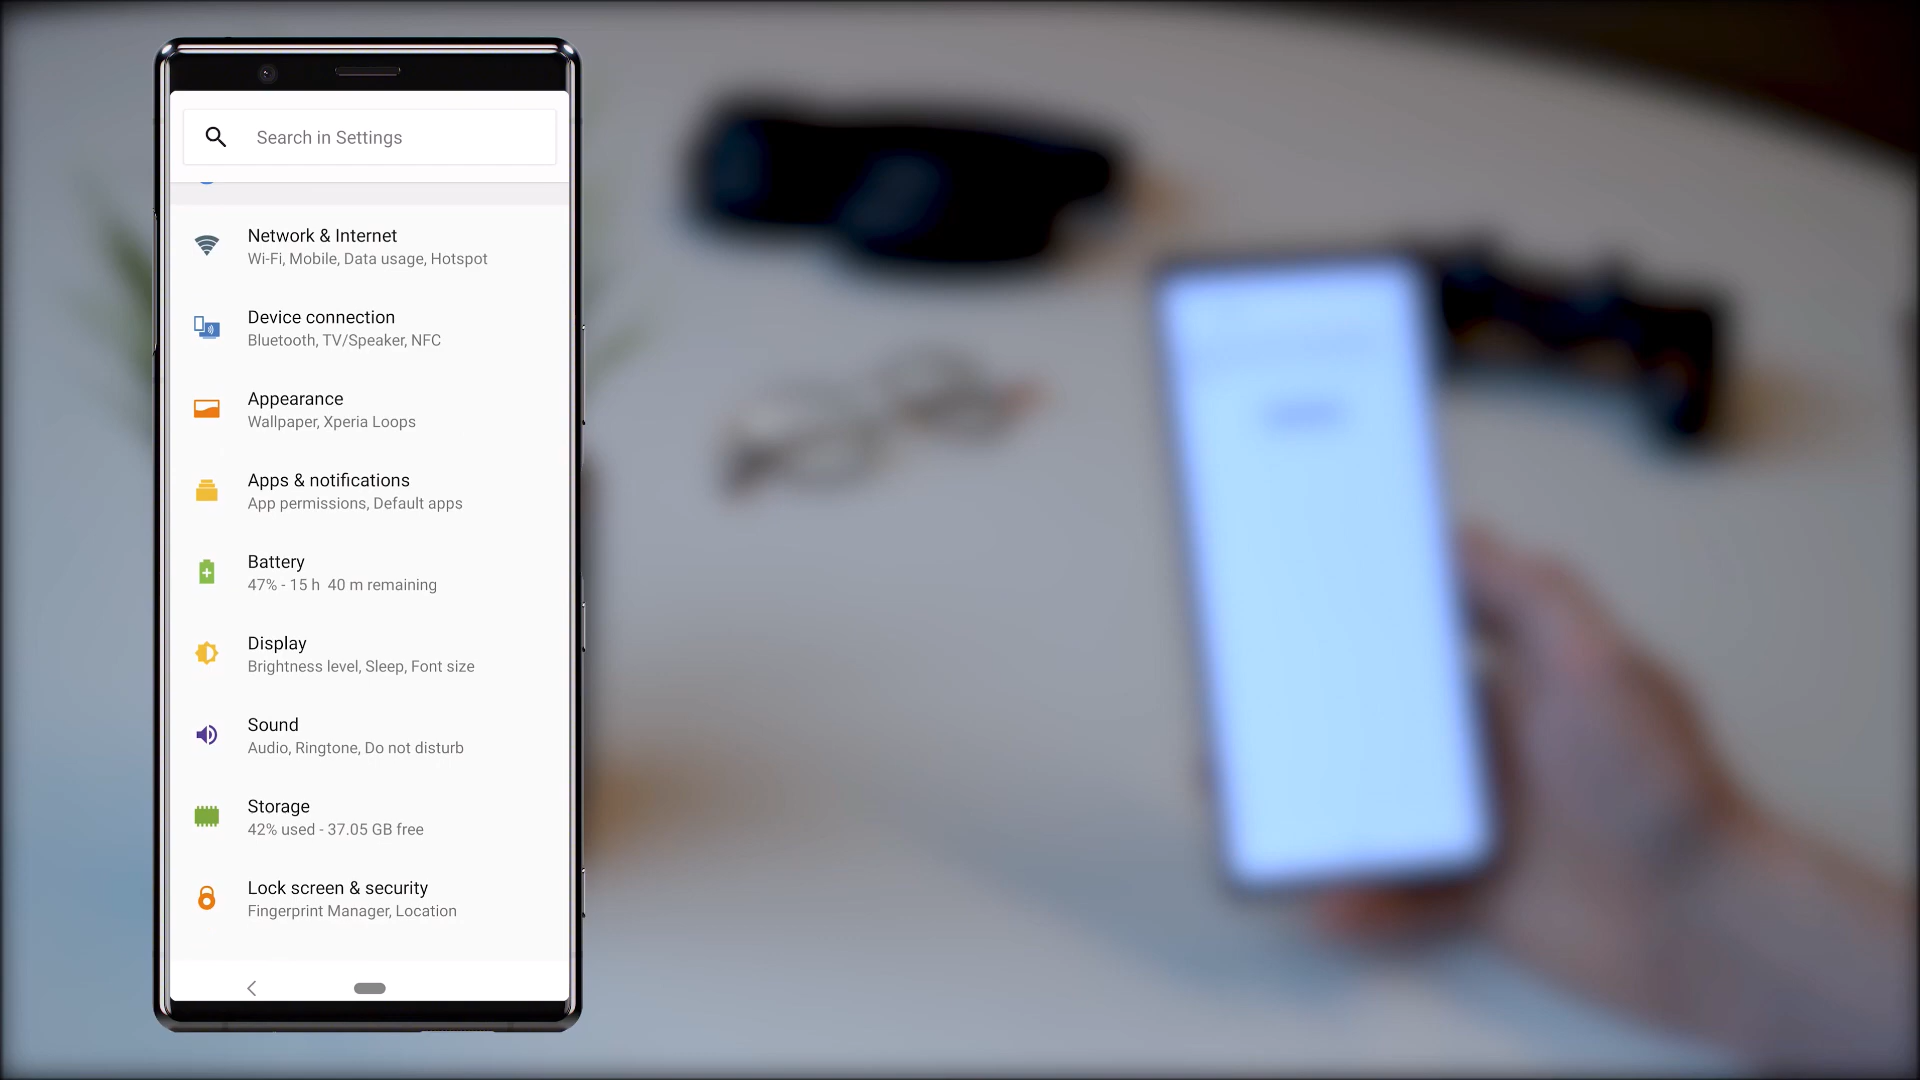 Search in Settings
Network & Internet
Wi-Fi, Mobile, Data usage, Hotspot
Device connection
Bluetooth, TV/Speaker, NFC
Appearance
Wallpaper, Xperia Loops
Apps & notifications
App permissions, Default apps
Battery
47% - 15 h 40 m remaining
Display
Brightness level, Sleep, Font size
Sound
Audio, Ringtone, Do not disturb
Storage
42% used - 37.05 GB free
Lock screen & security
Fingerprint Manager, Location